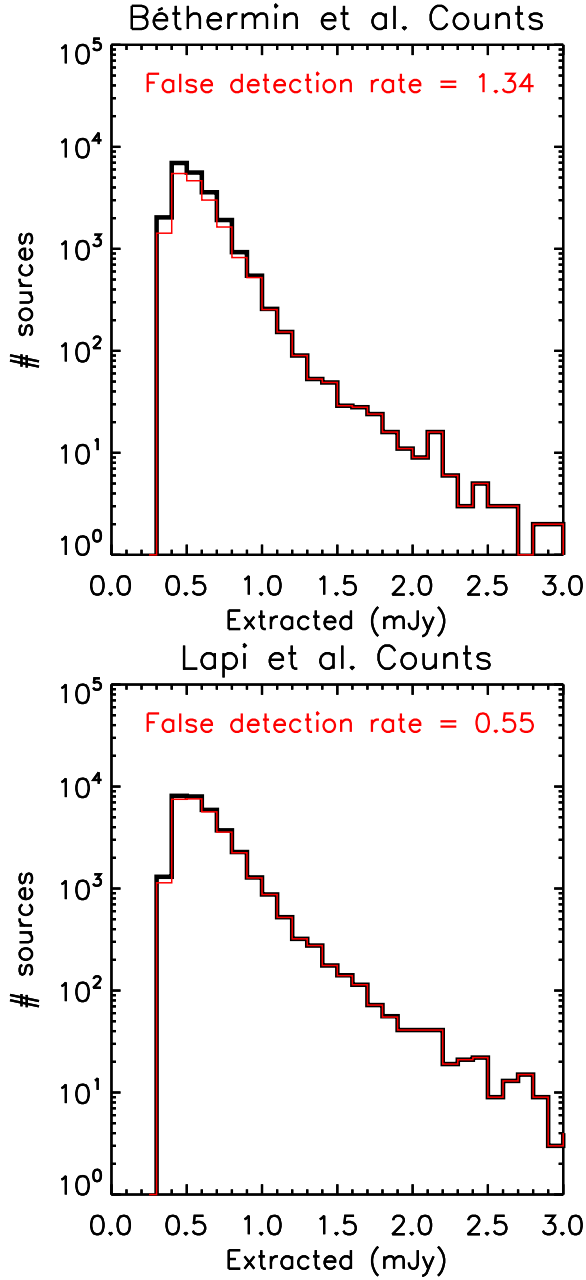 Béthermin et al. Counts
False detection rate = 1.34
10^5
10^4
10^3
10^2
10^1
10^0
# sources
0.0 0.5 1.0 1.5 2.0 2.5 3.0
Extracted (mJy)
Lapi et al. Counts
False detection rate = 0.55
10^5
10^4
10^3
10^2
10^1
10^0
# sources
0.0 0.5 1.0 1.5 2.0 2.5 3.0
Extracted (mJy)